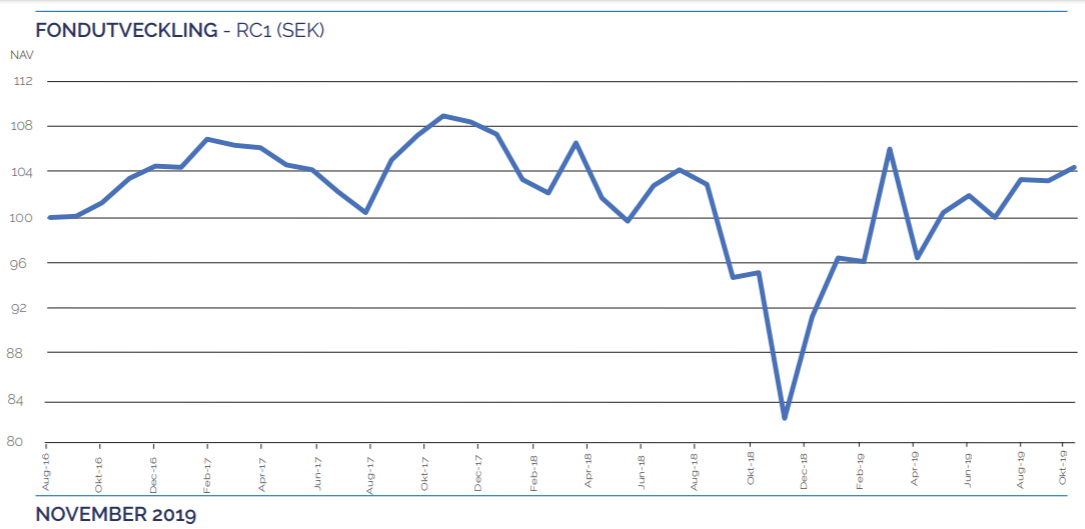 FONDUTVECKLING - RC1 (SEK)
NAV
112
108
104
100
96
92
88
84
80
Aug-16
Okt-16
Dec-16
Feb-17
Apr-17
Jun-17
Aug-17
Okt-17
Dec-17
Feb-18
Apr-18
Jun-18
Aug-18
Okt-18
Dec-18
Feb-19
Apr-19
Jun-19
Aug-19
Okt-19
NOVEMBER 2019